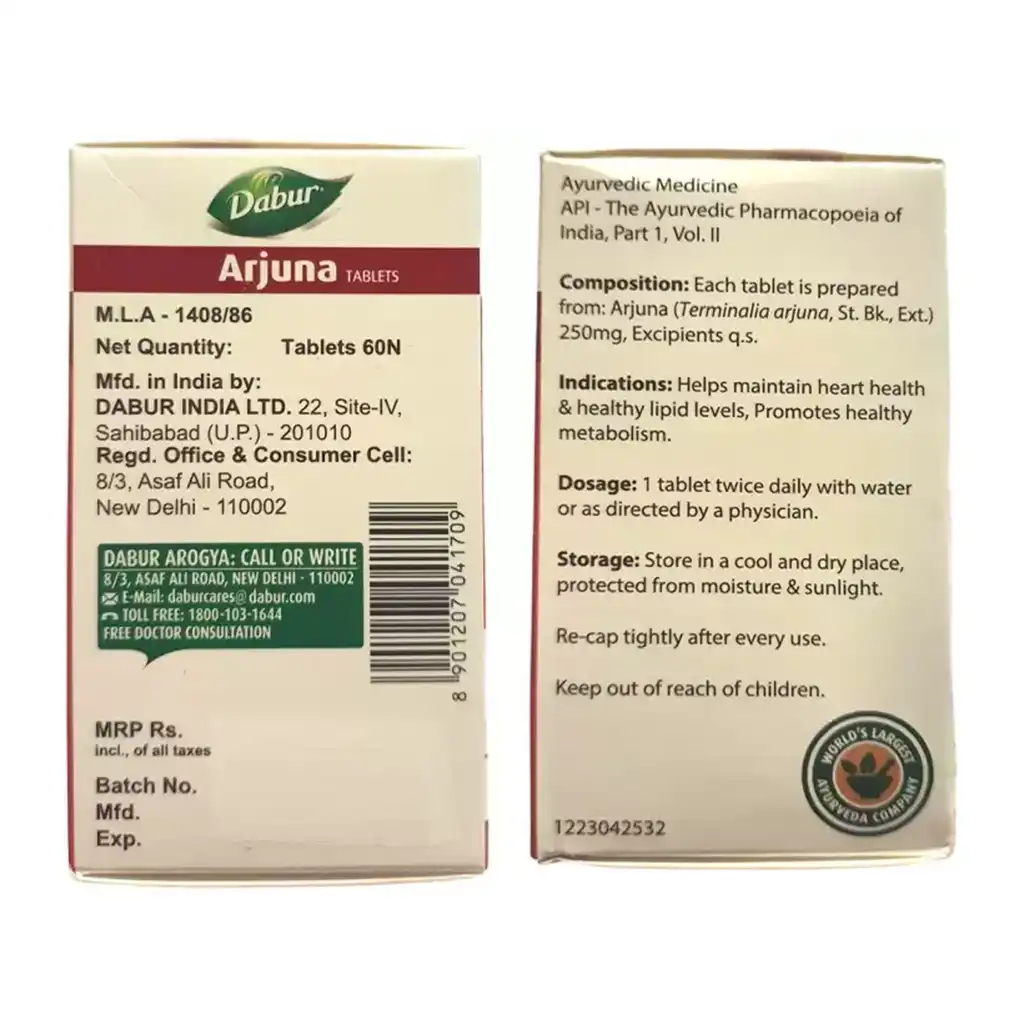 Dabur
Arjuna TABLETS
M.L.A - 1408/86
Net Quantity: Tablets 60N
Mfd. in India by:
DABUR INDIA LTD. 22, Site-IV,
Sahibabad (U.P.) - 201010
Regd. Office & Consumer Cell:
8/3, Asaf Ali Road,
New Delhi - 110002
DABUR AROGYA: CALL OR WRITE
8/3, ASAF ALI ROAD, NEW DELHI - 110002
E-Mail: daburcares@dabur.com
TOLL FREE: 1800-103-1644
FREE DOCTOR CONSULTATION
8 901207 041709
MRP Rs.
incl., of all taxes
Batch No.
Mfd.
Exp.
Ayurvedic Medicine
API - The Ayurvedic Pharmacopoeia of
India, Part 1, Vol. II
Composition: Each tablet is prepared
from: Arjuna (Terminalia arjuna, St. Bk., Ext.)
250mg, Excipients q.s.
Indications: Helps maintain heart health
& healthy lipid levels, Promotes healthy
metabolism.
Dosage: 1 tablet twice daily with water
or as directed by a physician.
Storage: Store in a cool and dry place,
protected from moisture & sunlight.
Re-cap tightly after every use.
Keep out of reach of children.
WORLD'S LARGEST
AYURVEDA COMPANY
1223042532